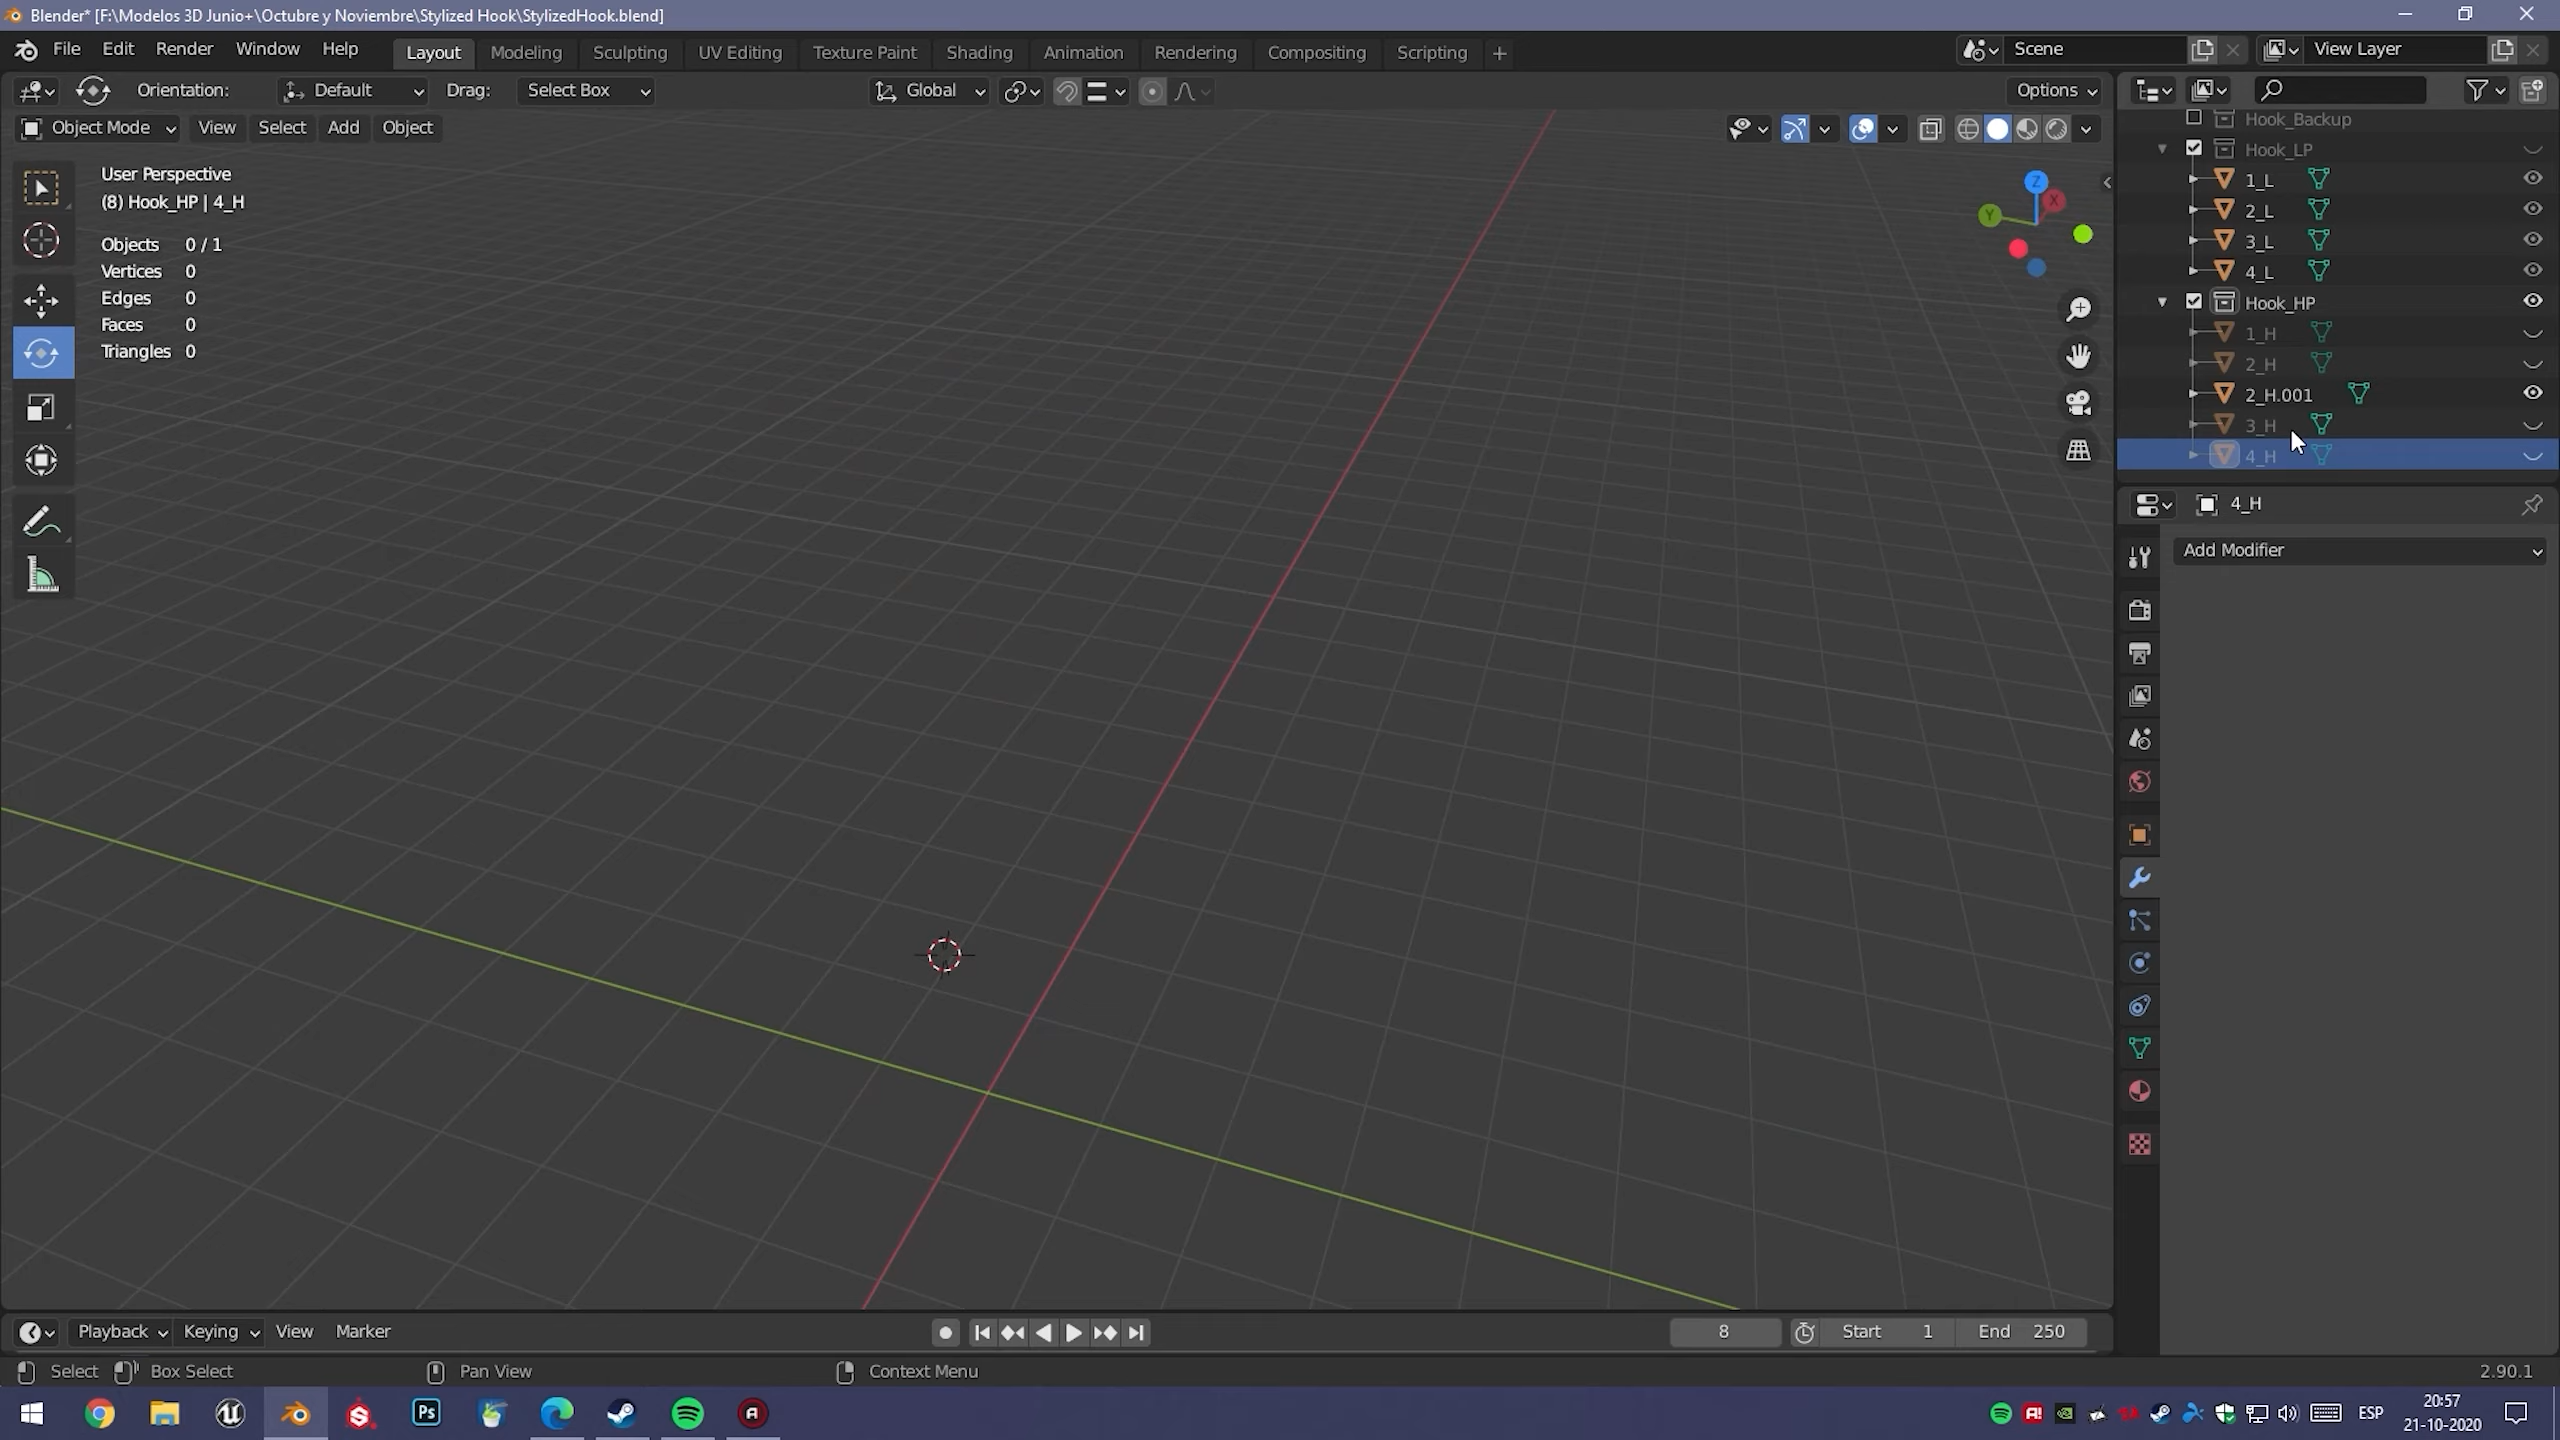 Blender* [F:\Modelos 3D Junio+\Octubre y Noviembre\Stylized Hook\StylizedHook.blend]
File Edit Render Window Help Layout Modeling Sculpting UV Editing Texture Paint Shading Animation Rendering Compositing Scripting + Scene View Layer
Orientation: Default Drag: Select Box Global Options
Object Mode View Select Add Object
User Perspective
(8) Hook_HP | 4_H
Objects 0 / 1
Vertices 0
Edges 0
Faces 0
Triangles 0
Z
X
Y
Hook_Backup
Hook_LP
1_L
2_L
3_L
4_L
Hook_HP
1_H
2_H
2_H.001
3_H
4_H
4_H
Add Modifier
Playback Keying View Marker 8 Start 1 End 250
Select Box Select Pan View Context Menu 2.90.1
Ps
ESP
20:57
21-10-2020